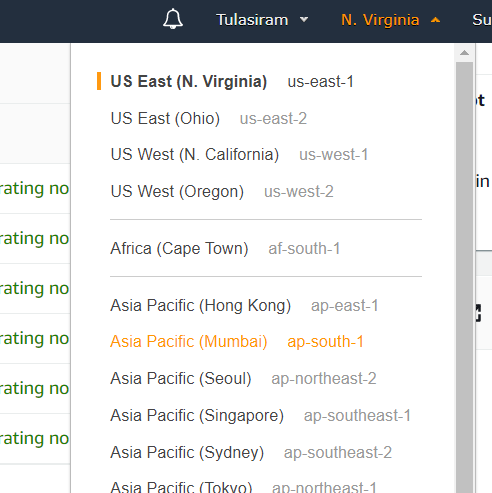 Tulasiram N. Virginia Su
US East (N. Virginia) us-east-1
US East (Ohio) us-east-2
US West (N. California) us-west-1
rating no US West (Oregon) us-west-2 in
rating no
Africa (Cape Town) af-south-1
rating no
Asia Pacific (Hong Kong) ap-east-1
rating no Asia Pacific (Mumbai) ap-south-1
rating no Asia Pacific (Seoul) ap-northeast-2
Asia Pacific (Singapore) ap-southeast-1
rating no
Asia Pacific (Sydney) ap-southeast-2
Asia Pacific (Tokyo) ap-northeast-1